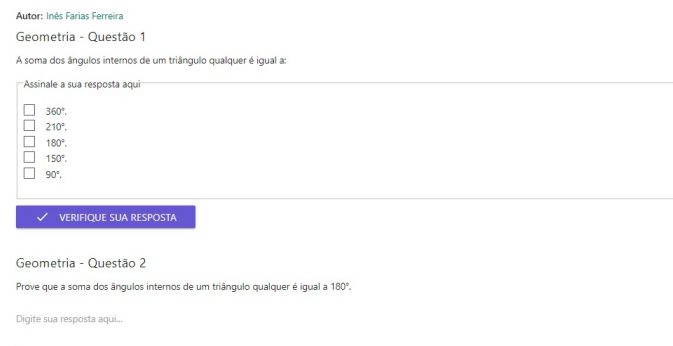 Autor: Inês Farias Ferreira
Geometria - Questão 1
A soma dos ângulos internos de um triângulo qualquer é igual a:
Assinale a sua resposta aqui
360°.
210°.
180°.
150°.
90°.
VERIFIQUE SUA RESPOSTA
Geometria - Questão 2
Prove que a soma dos ângulos internos de um triângulo qualquer é igual a 180°.
Digite sua resposta aqui...